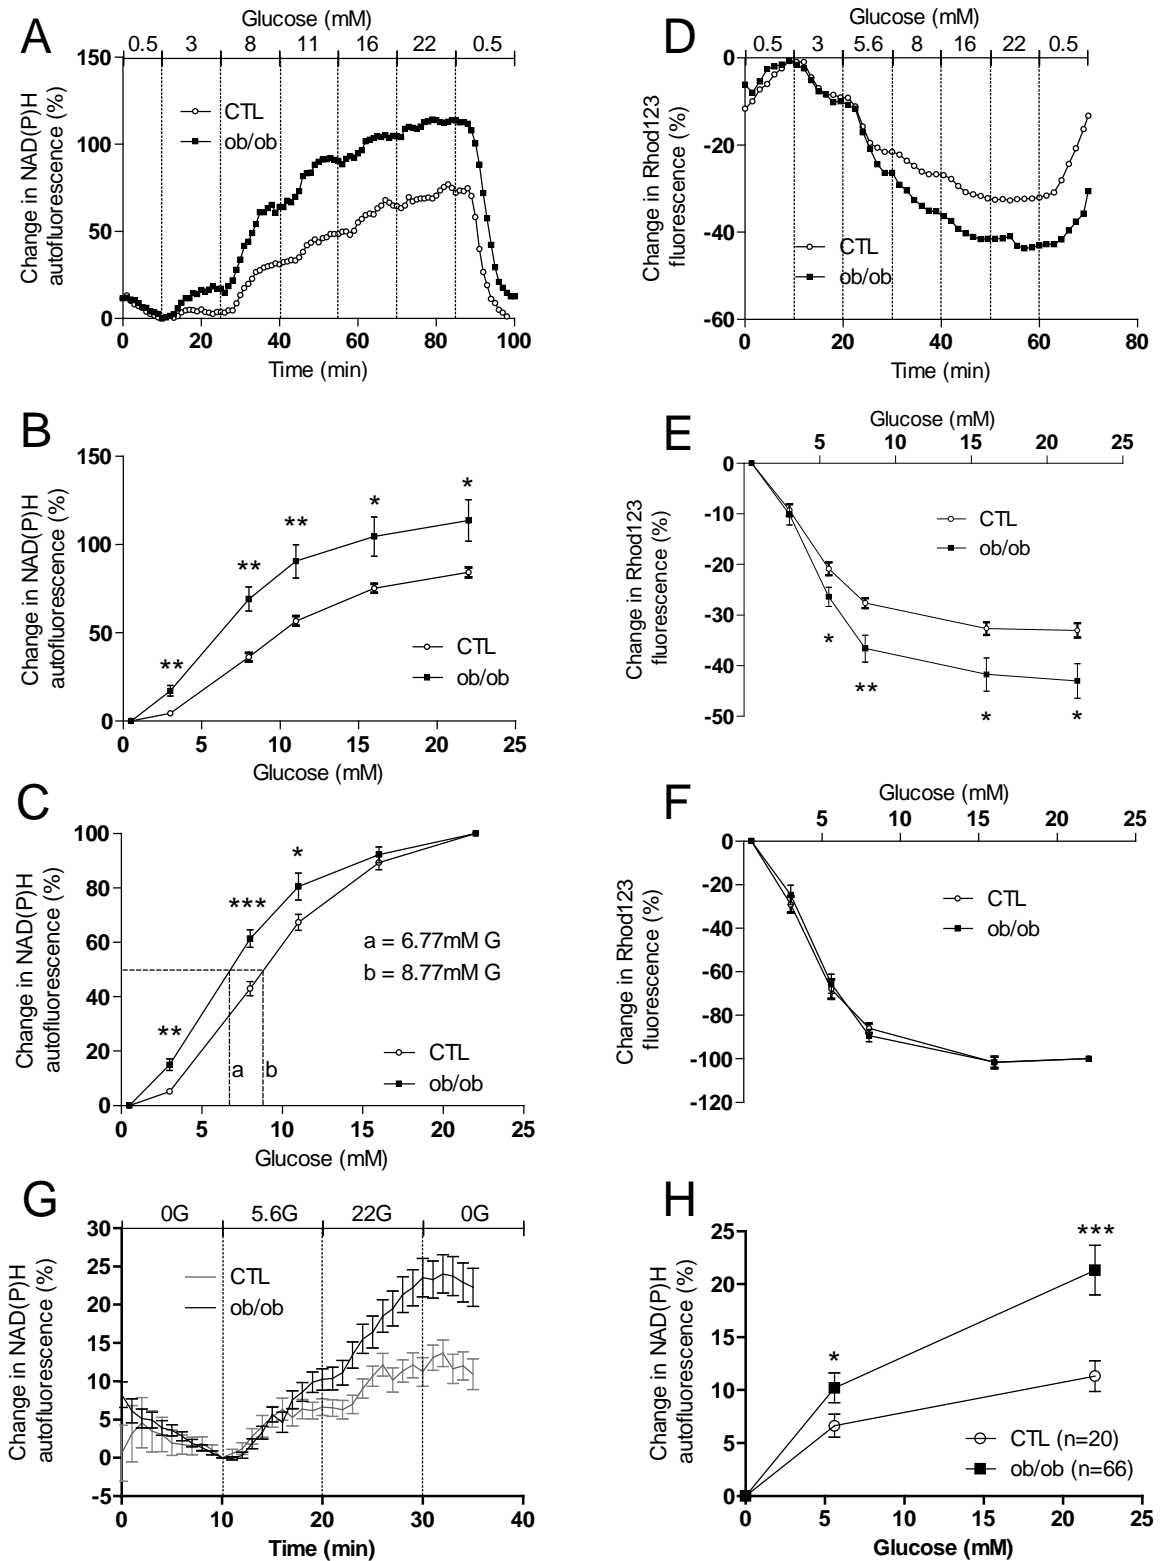 A
Glucose (mM)
0.5 3 8 11 16 22 0.5
150
100
50
0
0 20 40 60 80 100
Change in NAD(P)H
autofluorescence (%)
CTL
ob/ob
Time (min)
D
Glucose (mM)
0.5 3 5.6 8 16 22 0.5
0
-20
-40
-60
0 20 40 60 80
Change in Rhod123
fluorescence (%)
CTL
ob/ob
Time (min)
B
150
100
50
0
0 5 10 15 20 25
Change in NAD(P)H
autofluorescence (%)
** ** ** * *
CTL
ob/ob
Glucose (mM)
E
Glucose (mM)
5 10 15 20 25
0
-10
-20
-30
-40
-50
Change in Rhod123
fluorescence (%)
CTL
ob/ob
* ** * *
C
100
80
60
40
20
0
0 5 10 15 20 25
Change in NAD(P)H
autofluorescence (%)
** *** *
a = 6.77mM G
b = 8.77mM G
a b
CTL
ob/ob
Glucose (mM)
F
Glucose (mM)
5 10 15 20 25
0
-20
-40
-60
-80
-100
-120
Change in Rhod123
fluorescence (%)
CTL
ob/ob
G
0G 5.6G 22G 0G
30
25
20
15
10
5
0
-5
0 10 20 30 40
Change in NAD(P)H
autofluorescence (%)
CTL
ob/ob
Time (min)
H
25
20
15
10
5
0
0 5 10 15 20 25
Change in NAD(P)H
autofluorescence (%)
* ***
CTL (n=20)
ob/ob (n=66)
Glucose (mM)